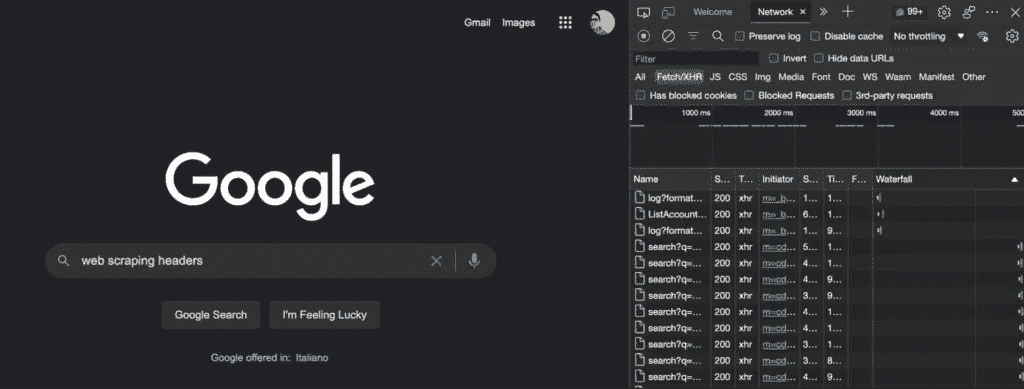 Gmail Images
Google
web scraping headers
Google Search I'm Feeling Lucky
Google offered in: Italiano
Welcome Network 99+
Preserve log Disable cache No throttling
Filter Invert Hide data URLs
All Fetch/XHR JS CSS Img Media Font Doc WS Wasm Manifest Other
Has blocked cookies Blocked Requests 3rd-party requests
1000 ms 2000 ms 3000 ms 4000 ms 500
Name S... T... Initiator S... Ti... F... Waterfall
log?format... 200 xhr m=_b... 1... 1...
ListAccount... 200 xhr m=_b... 6... 1...
log?format... 200 xhr m=_b... 1... 9...
search?q=... 200 xhr m=cd... 5... 1...
search?q=... 200 xhr m=cd... 4... 1...
search?q=... 200 xhr m=cd... 4... 9...
search?q=... 200 xhr m=cd... 3... 9...
search?q=... 200 xhr m=cd... 4... 1...
search?q=... 200 xhr m=cd... 4... 1...
search?q=... 200 xhr m=cd... 3... 1...
search?q=... 200 xhr m=cd... 3... 8...
search?q=... 200 xhr m=cd... 4... 9...